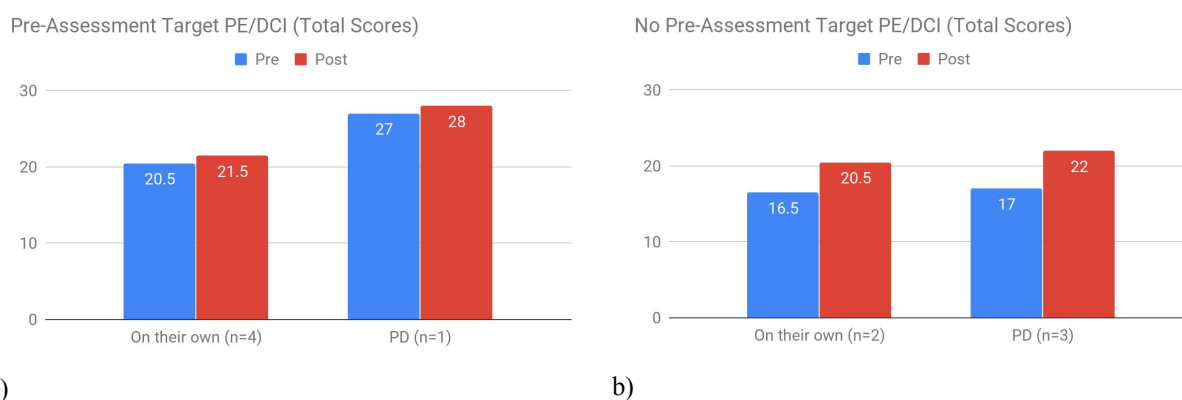 Pre-Assessment Target PE/DCI (Total Scores)
Pre Post
30
20
10
0
20.5
21.5
27
28
On their own (n=4)
PD (n=1)
)
No Pre-Assessment Target PE/DCI (Total Scores)
Pre Post
30
20
10
0
16.5
20.5
17
22
On their own (n=2)
PD (n=3)
b)